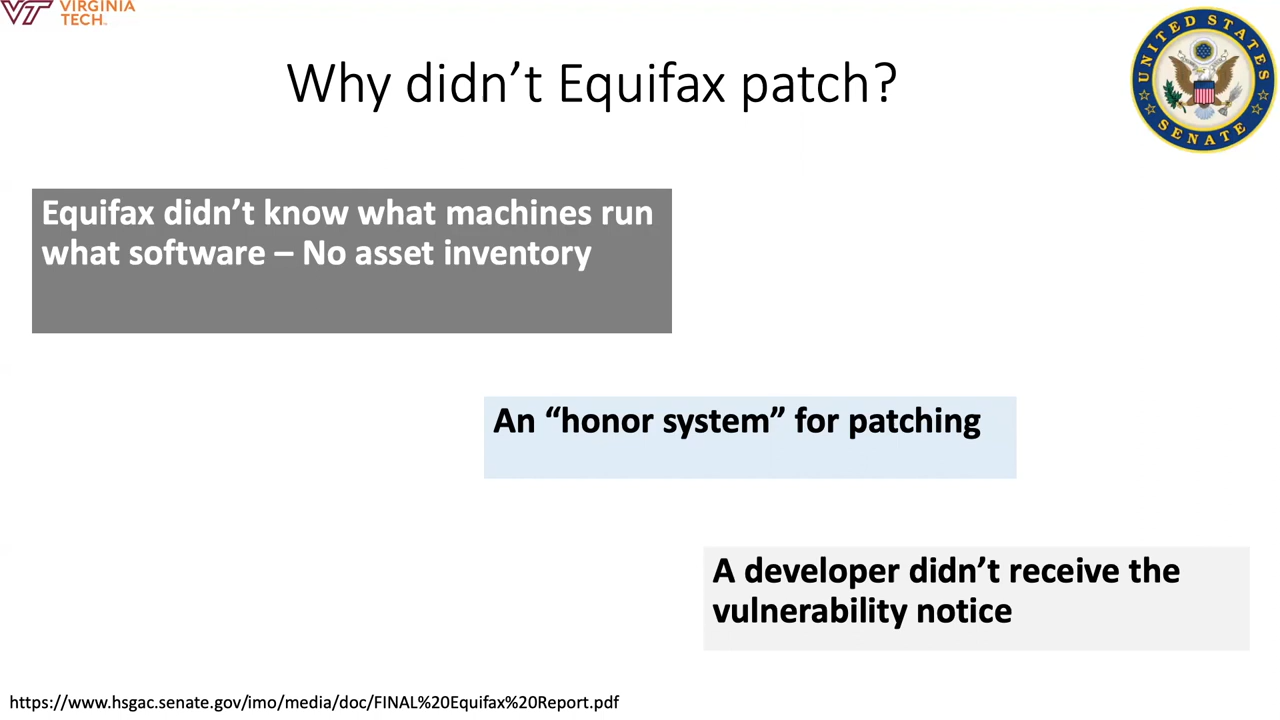 VT VIRGINIA
TECH.
UNITED STATES
SENATE
Why didn’t Equifax patch?
Equifax didn’t know what machines run
what software – No asset inventory
An “honor system” for patching
A developer didn’t receive the
vulnerability notice
https://www.hsgac.senate.gov/imo/media/doc/FINAL%20Equifax%20Report.pdf